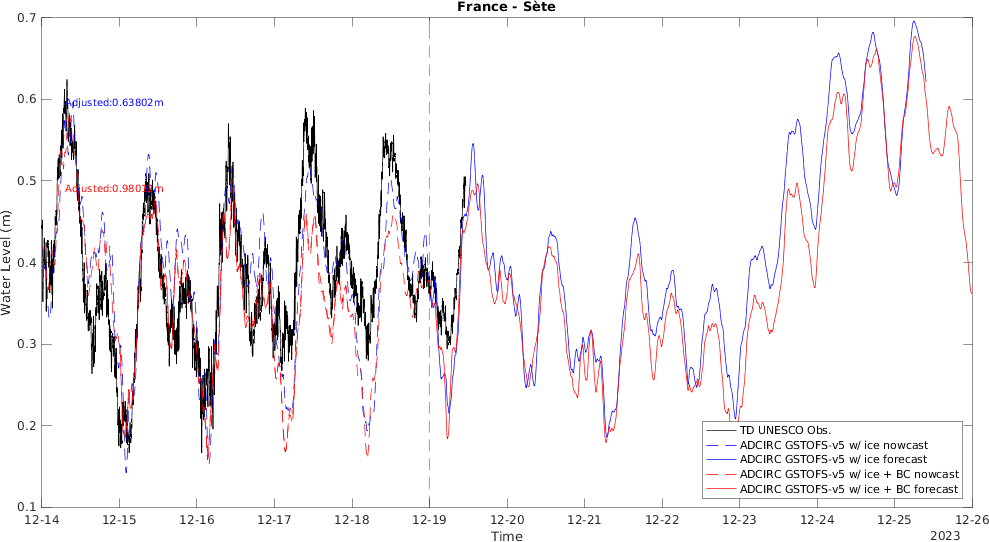 France - Sète
0.7
0.6
0.5
0.4
0.3
0.2
0.1
Water Level (m)
Adjusted:0.63802m
TD UNESCO Obs.
ADCIRC GSTOFS-v5 w/ ice nowcast
ADCIRC GSTOFS-v5 w/ ice forecast
ADCIRC GSTOFS-v5 w/ ice + BC nowcast
ADCIRC GSTOFS-v5 w/ ice + BC forecast
12-14 12-15 12-16 12-17 12-18 12-19 12-20 12-21 12-22 12-23 12-24 12-25 12-26
Time
2023